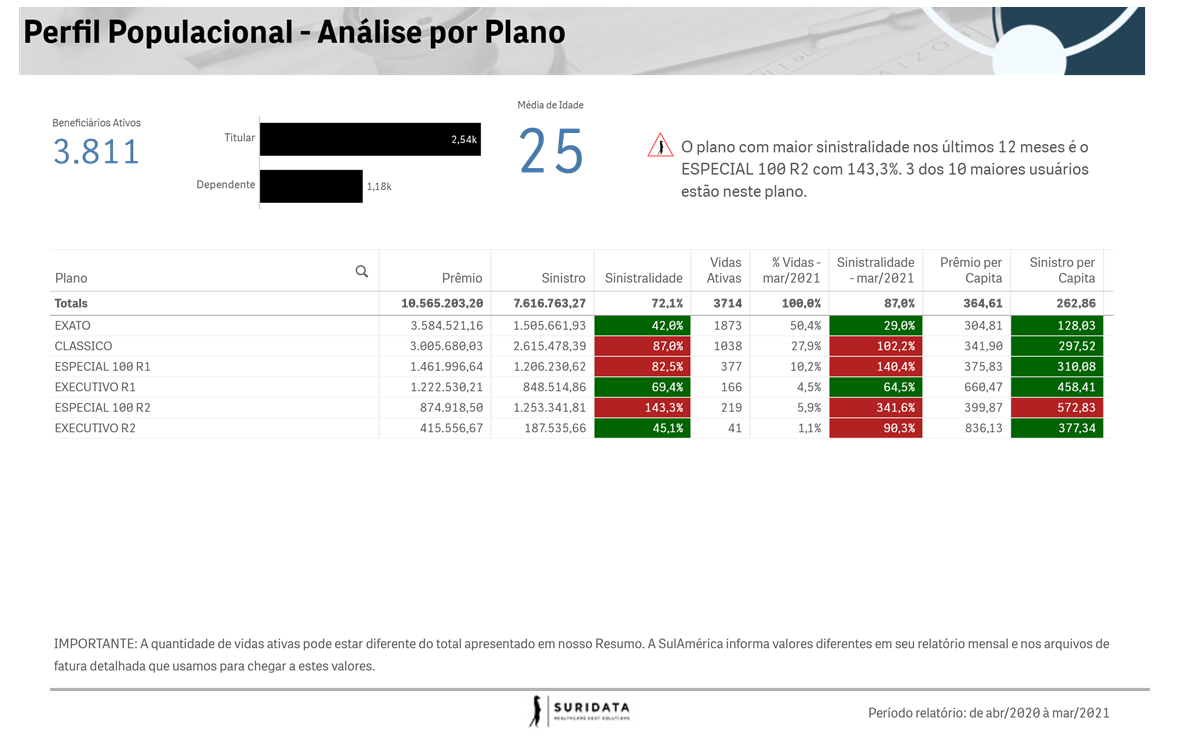 Perfil Populacional - Análise por Plano
Beneficiários Ativos
3.811
Titular
2,54k
Dependente
1,18k
Média de Idade
25
O plano com maior sinistralidade nos últimos 12 meses é o
ESPECIAL 100 R2 com 143,3%. 3 dos 10 maiores usuários
estão neste plano.
Plano Prêmio Sinistro Sinistralidade Vidas Ativas % Vidas - mar/2021 Sinistralidade - mar/2021 Prêmio per Capita Sinistro per Capita
Totals 10.565.203,20 7.616.763,27 72,1% 3714 100,0% 87,0% 364,61 262,86
EXATO 3.584.521,16 1.505.661,93 42,0% 1873 50,4% 29,0% 304,81 128,03
CLASSICO 3.005.680,03 2.615.478,39 87,0% 1038 27,9% 102,2% 341,90 297,52
ESPECIAL 100 R1 1.461.996,64 1.206.230,62 82,5% 377 10,2% 140,4% 375,83 310,08
EXECUTIVO R1 1.222.530,21 848.514,86 69,4% 166 4,5% 64,5% 660,47 458,41
ESPECIAL 100 R2 874.918,50 1.253.341,81 143,3% 219 5,9% 341,6% 399,87 572,83
EXECUTIVO R2 415.556,67 187.535,66 45,1% 41 1,1% 90,3% 836,13 377,34
IMPORTANTE: A quantidade de vidas ativas pode estar diferente do total apresentado em nosso Resumo. A SulAmérica informa valores diferentes em seu relatório mensal e nos arquivos de
fatura detalhada que usamos para chegar a estes valores.
SURIDATA
HEALTHCARE COST SOLUTIONS
Período relatório: de abr/2020 à mar/2021